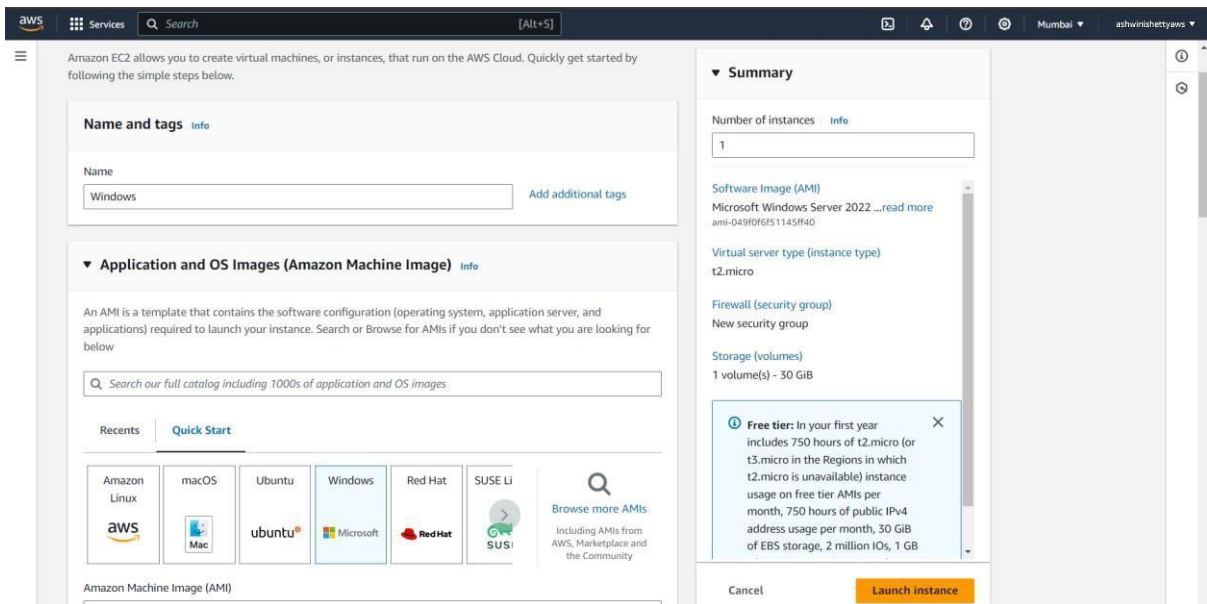 aws
Services
Search
[Alt+S]
Mumbai ▼
ashwinishettyaws ▼
Amazon EC2 allows you to create virtual machines, or instances, that run on the AWS Cloud. Quickly get started by
following the simple steps below.
Name and tags Info
Name
Windows
Add additional tags
▼ Application and OS Images (Amazon Machine Image) Info
An AMI is a template that contains the software configuration (operating system, application server, and
applications) required to launch your instance. Search or Browse for AMIs if you don't see what you are looking for
below
Search our full catalog including 1000s of application and OS images
Recents
Quick Start
Amazon
Linux
aws
macOS
Mac
Ubuntu
ubuntu
Windows
Microsoft
Red Hat
Red Hat
SUSE Li
SUS
Browse more AMIs
Including AMIs from
AWS, Marketplace and
the Community
Amazon Machine Image (AMI)
▼ Summary
Number of instances Info
1
Software Image (AMI)
Microsoft Windows Server 2022 ...read more
ami-049f0f6f51145ff40
Virtual server type (instance type)
t2.micro
Firewall (security group)
New security group
Storage (volumes)
1 volume(s) - 30 GiB
Free tier: In your first year
includes 750 hours of t2.micro (or
t3.micro in the Regions in which
t2.micro is unavailable) instance
usage on free tier AMIs per
month, 750 hours of public IPv4
address usage per month, 30 GiB
of EBS storage, 2 million IOs, 1 GB
Cancel
Launch instance